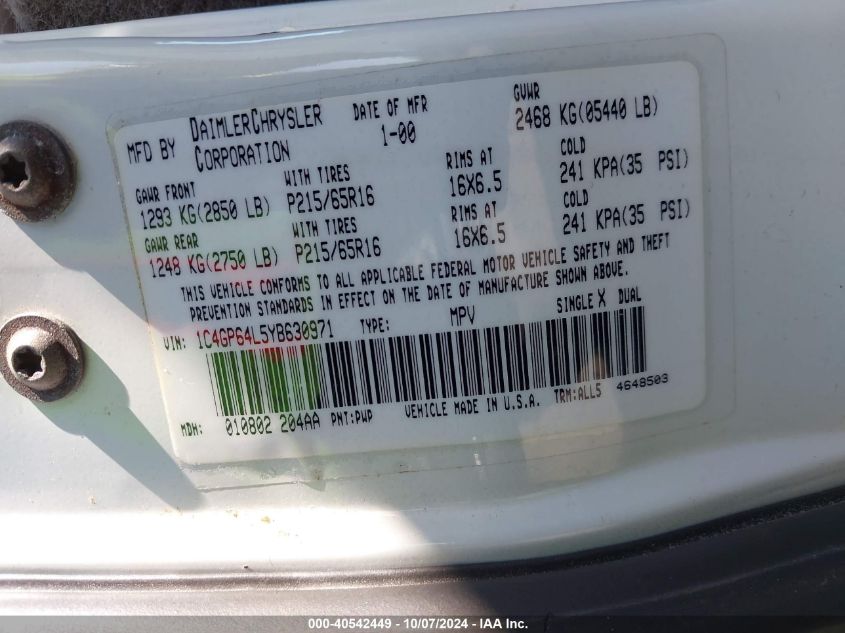 MFD BY DAIMLERCHRYSLER CORPORATION
DATE OF MFR 1-00
GVWR 2468 KG(05440 LB)
GAWR FRONT WITH TIRES RIMS AT COLD
1293 KG(2850 LB) P215/65R16 16X6.5 241 KPA(35 PSI)
GAWR REAR WITH TIRES RIMS AT COLD
1248 KG(2750 LB) P215/65R16 16X6.5 241 KPA(35 PSI)
THIS VEHICLE CONFORMS TO ALL APPLICABLE FEDERAL MOTOR VEHICLE SAFETY AND THEFT
PREVENTION STANDARDS IN EFFECT ON THE DATE OF MANUFACTURE SHOWN ABOVE.
VIN: 1C4GP64L5YB630971 TYPE: MPV SINGLE X DUAL
MDH: 010802 204AA PNT:PWP VEHICLE MADE IN U.S.A. TRM:ALL5 4648503
000-40542449 - 10/07/2024 - IAA Inc.